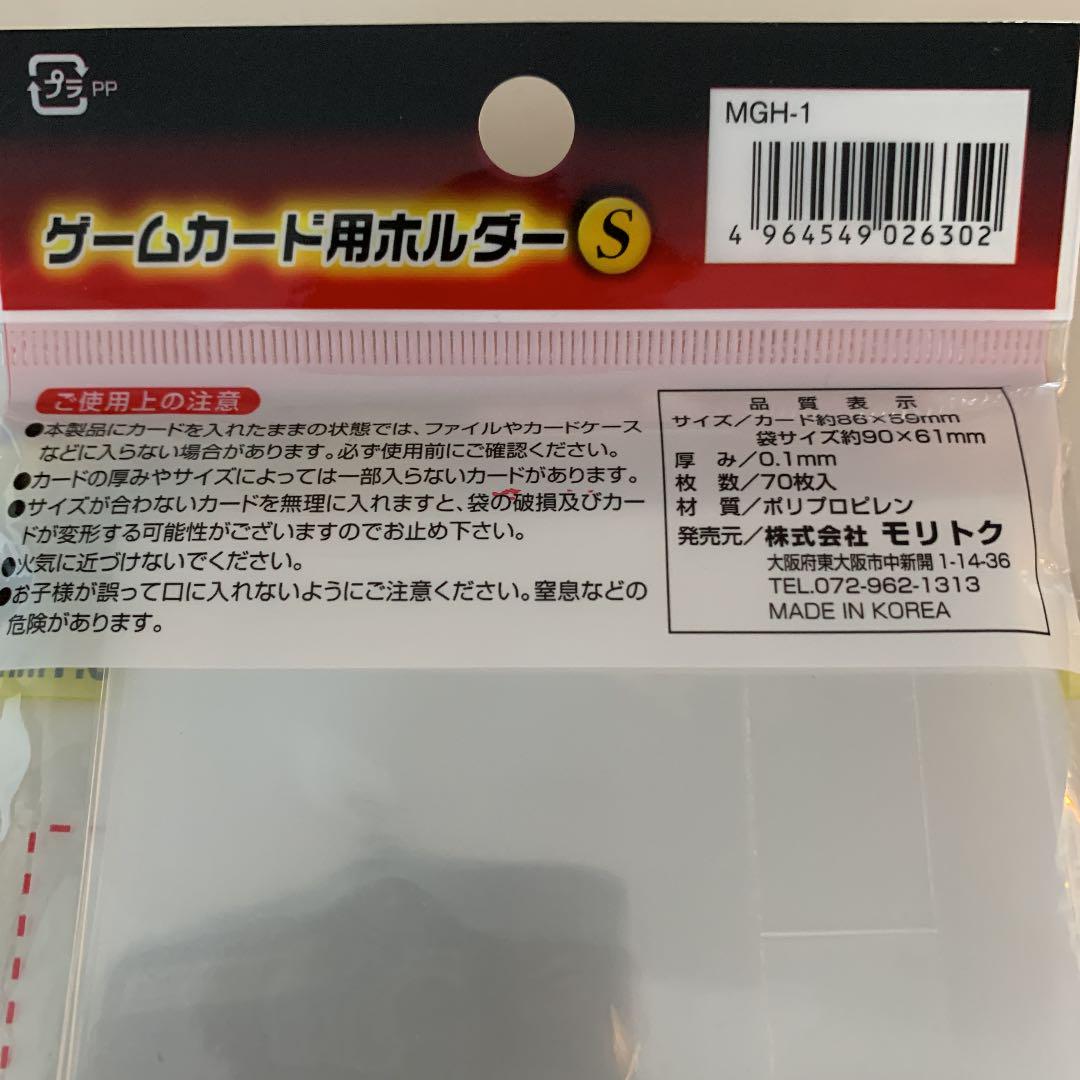 プラ PP
MGH-1
4 964549 026302
ゲームカード用ホルダー S
ご使用上の注意
●本製品にカードを入れたままの状態では、ファイルやカードケース
などに入らない場合があります。必ず使用前にご確認ください。
●カードの厚みやサイズによっては一部入らないカードがあります。
●サイズが合わないカードを無理に入れますと、袋の破損及びカー
ドが変形する可能性がございますのでお止め下さい。
●火気に近づけないでください。
●お子様が誤って口に入れないようにご注意ください。窒息などの
危険があります。
品質表示
サイズ／カード約86×59mm
袋サイズ約90×61mm
厚み／0.1mm
枚数／70枚入
材質／ポリプロピレン
発売元／株式会社 モリトク
大阪府東大阪市中新開1-14-36
TEL.072-962-1313
MADE IN KOREA